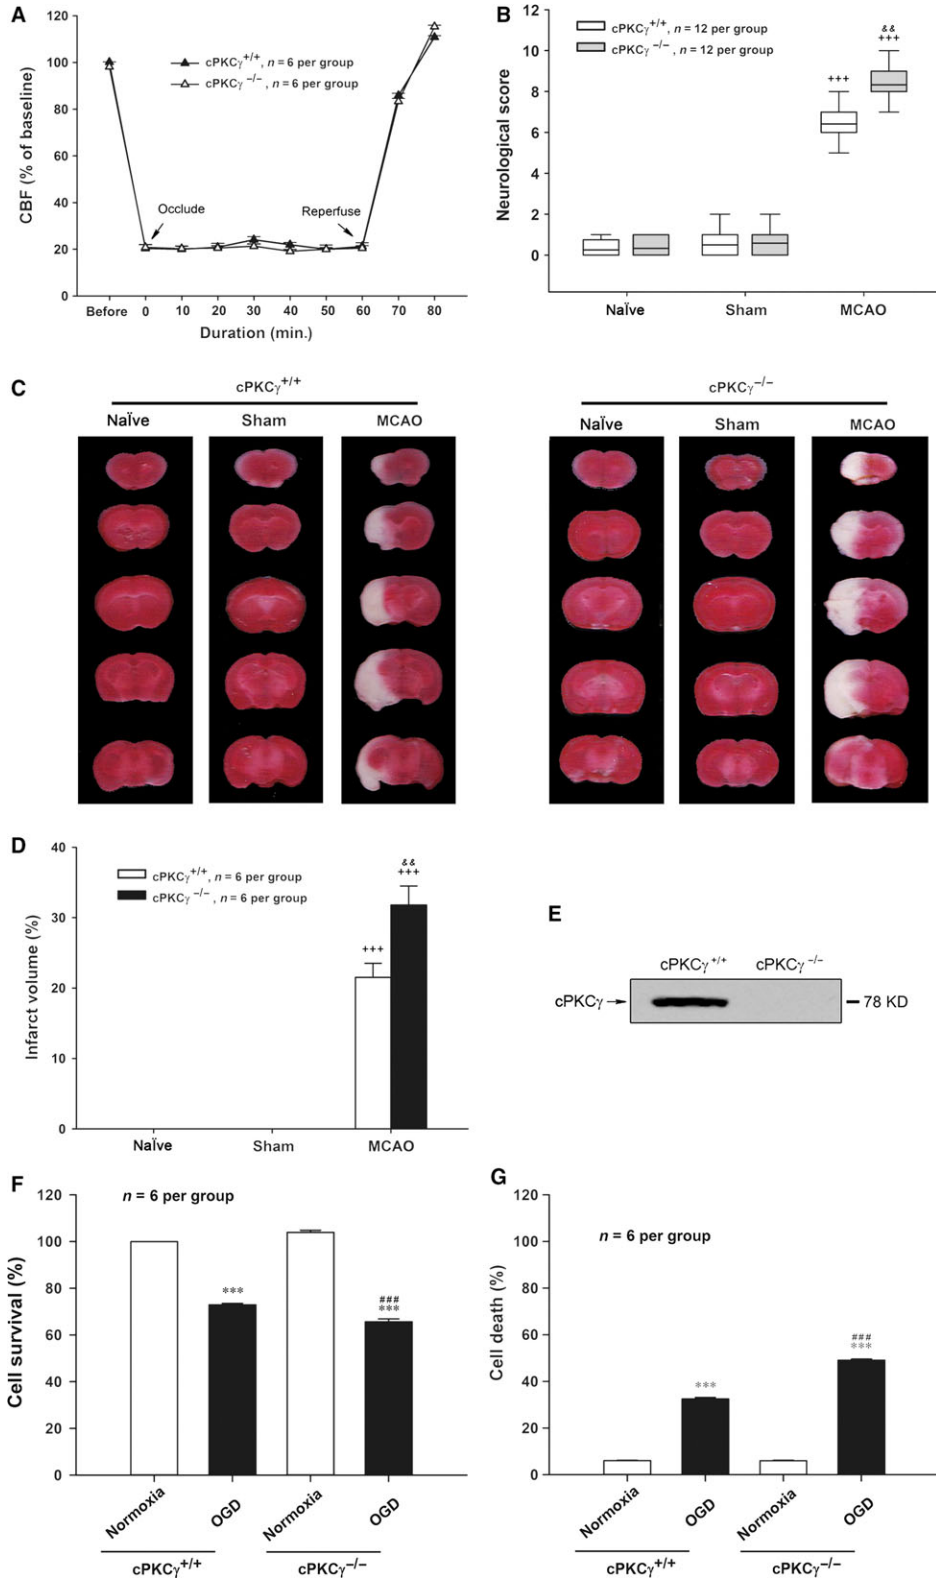 A
CBF (% of baseline)
120
100
80
60
40
20
0
cPKCγ+/+, n = 6 per group
cPKCγ−/−, n = 6 per group
Occlude
Reperfuse
Before 0 10 20 30 40 50 60 70 80
Duration (min.)
B
Neurological score
12
10
8
6
4
2
0
cPKCγ+/+, n = 12 per group
cPKCγ−/−, n = 12 per group
+++
&&
+++
NaÏve Sham MCAO
C
cPKCγ+/+
NaÏve Sham MCAO
cPKCγ−/−
NaÏve Sham MCAO
D
Infarct volume (%)
40
30
20
10
0
cPKCγ+/+, n = 6 per group
cPKCγ−/−, n = 6 per group
+++
&&
+++
NaÏve Sham MCAO
E
cPKCγ+/+ cPKCγ−/−
cPKCγ
78 KD
F
Cell survival (%)
120
100
80
60
40
20
0
n = 6 per group
***
###
***
Normoxia OGD Normoxia OGD
cPKCγ+/+ cPKCγ−/−
G
Cell death (%)
120
100
80
60
40
20
0
n = 6 per group
***
###
***
Normoxia OGD Normoxia OGD
cPKCγ+/+ cPKCγ−/−